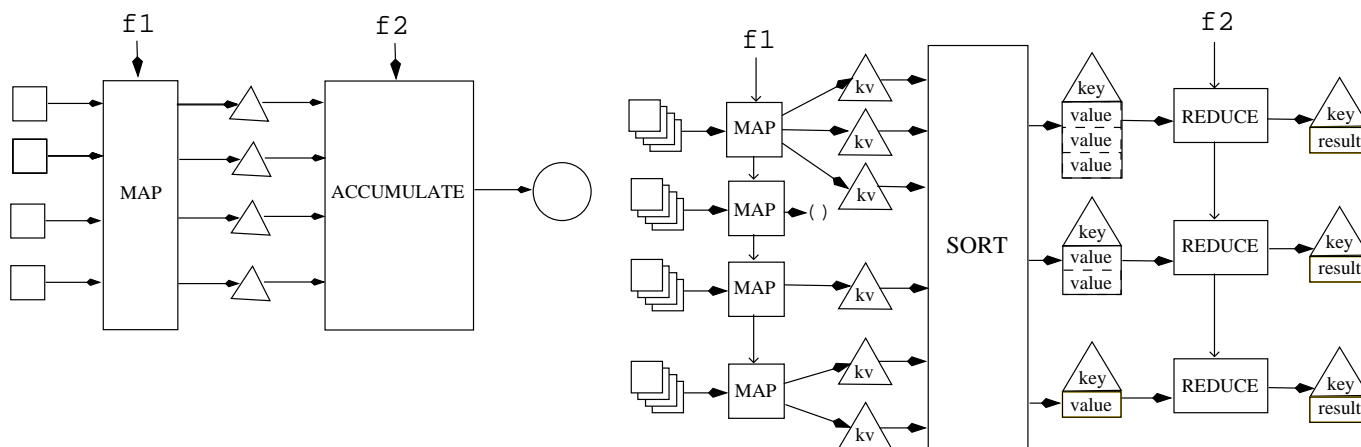 f1
f2
MAP
ACCUMULATE
f1
f2
MAP
kv
kv
kv
MAP
()
MAP
kv
MAP
kv
kv
SORT
key
value
value
value
REDUCE
key
result
key
value
value
REDUCE
key
result
key
value
REDUCE
key
result